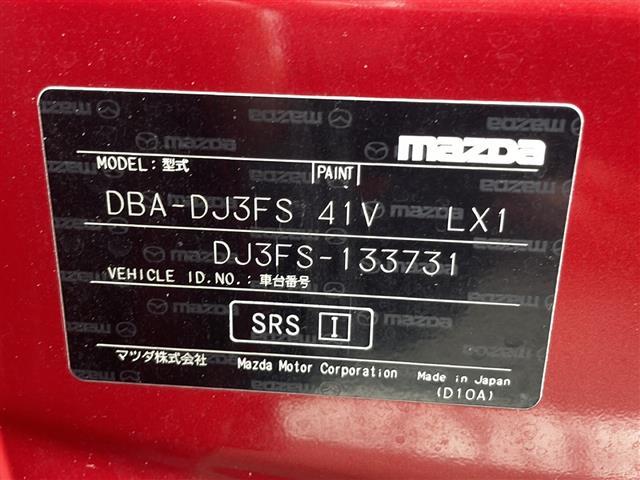 mazda
MODEL: 型式 PAINT
DBA-DJ3FS 41V LX1
DJ3FS-133731
VEHICLE ID.NO.: 車台番号
SRS I
マツダ株式会社 Mazda Motor Corporation Made in Japan
(D10A)